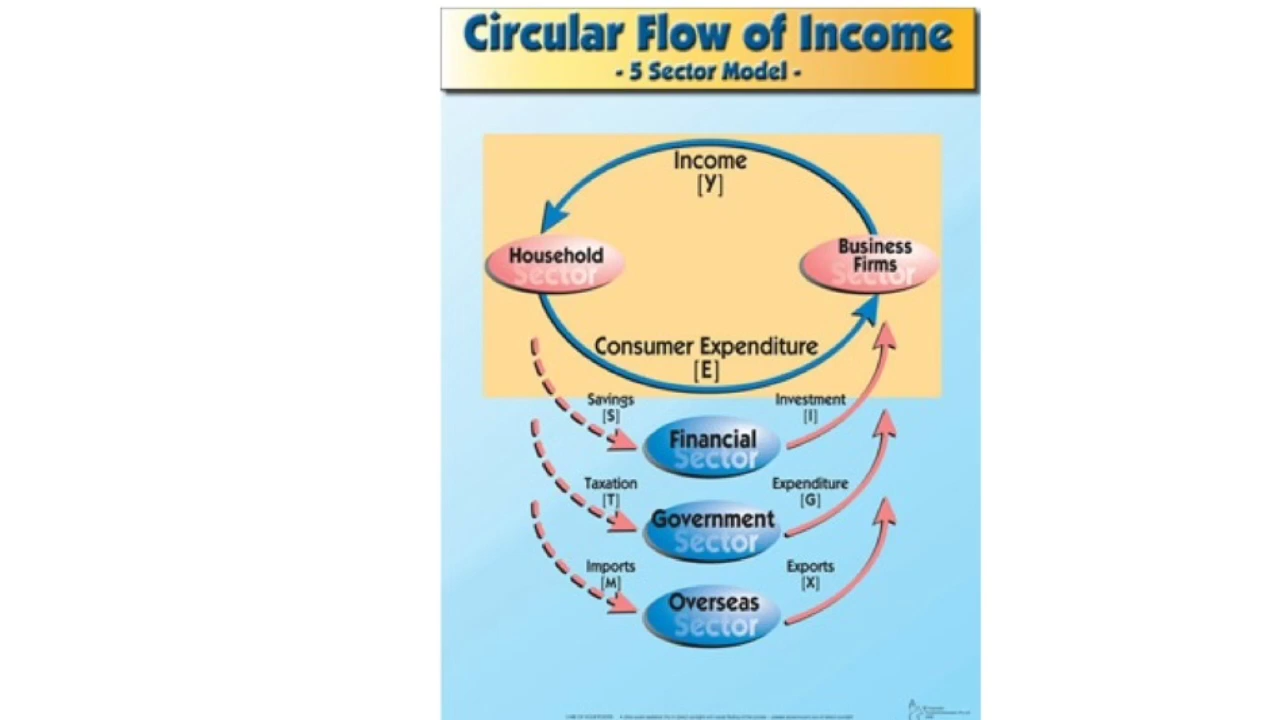 Circular Flow of Income
- 5 Sector Model -
Income
[Y]
Household
Sector
Business
Firms
Sector
Consumer Expenditure
[E]
Savings
[S]
Investment
[I]
Financial
Sector
Taxation
[T]
Expenditure
[G]
Government
Sector
Imports
[M]
Exports
[X]
Overseas
Sector